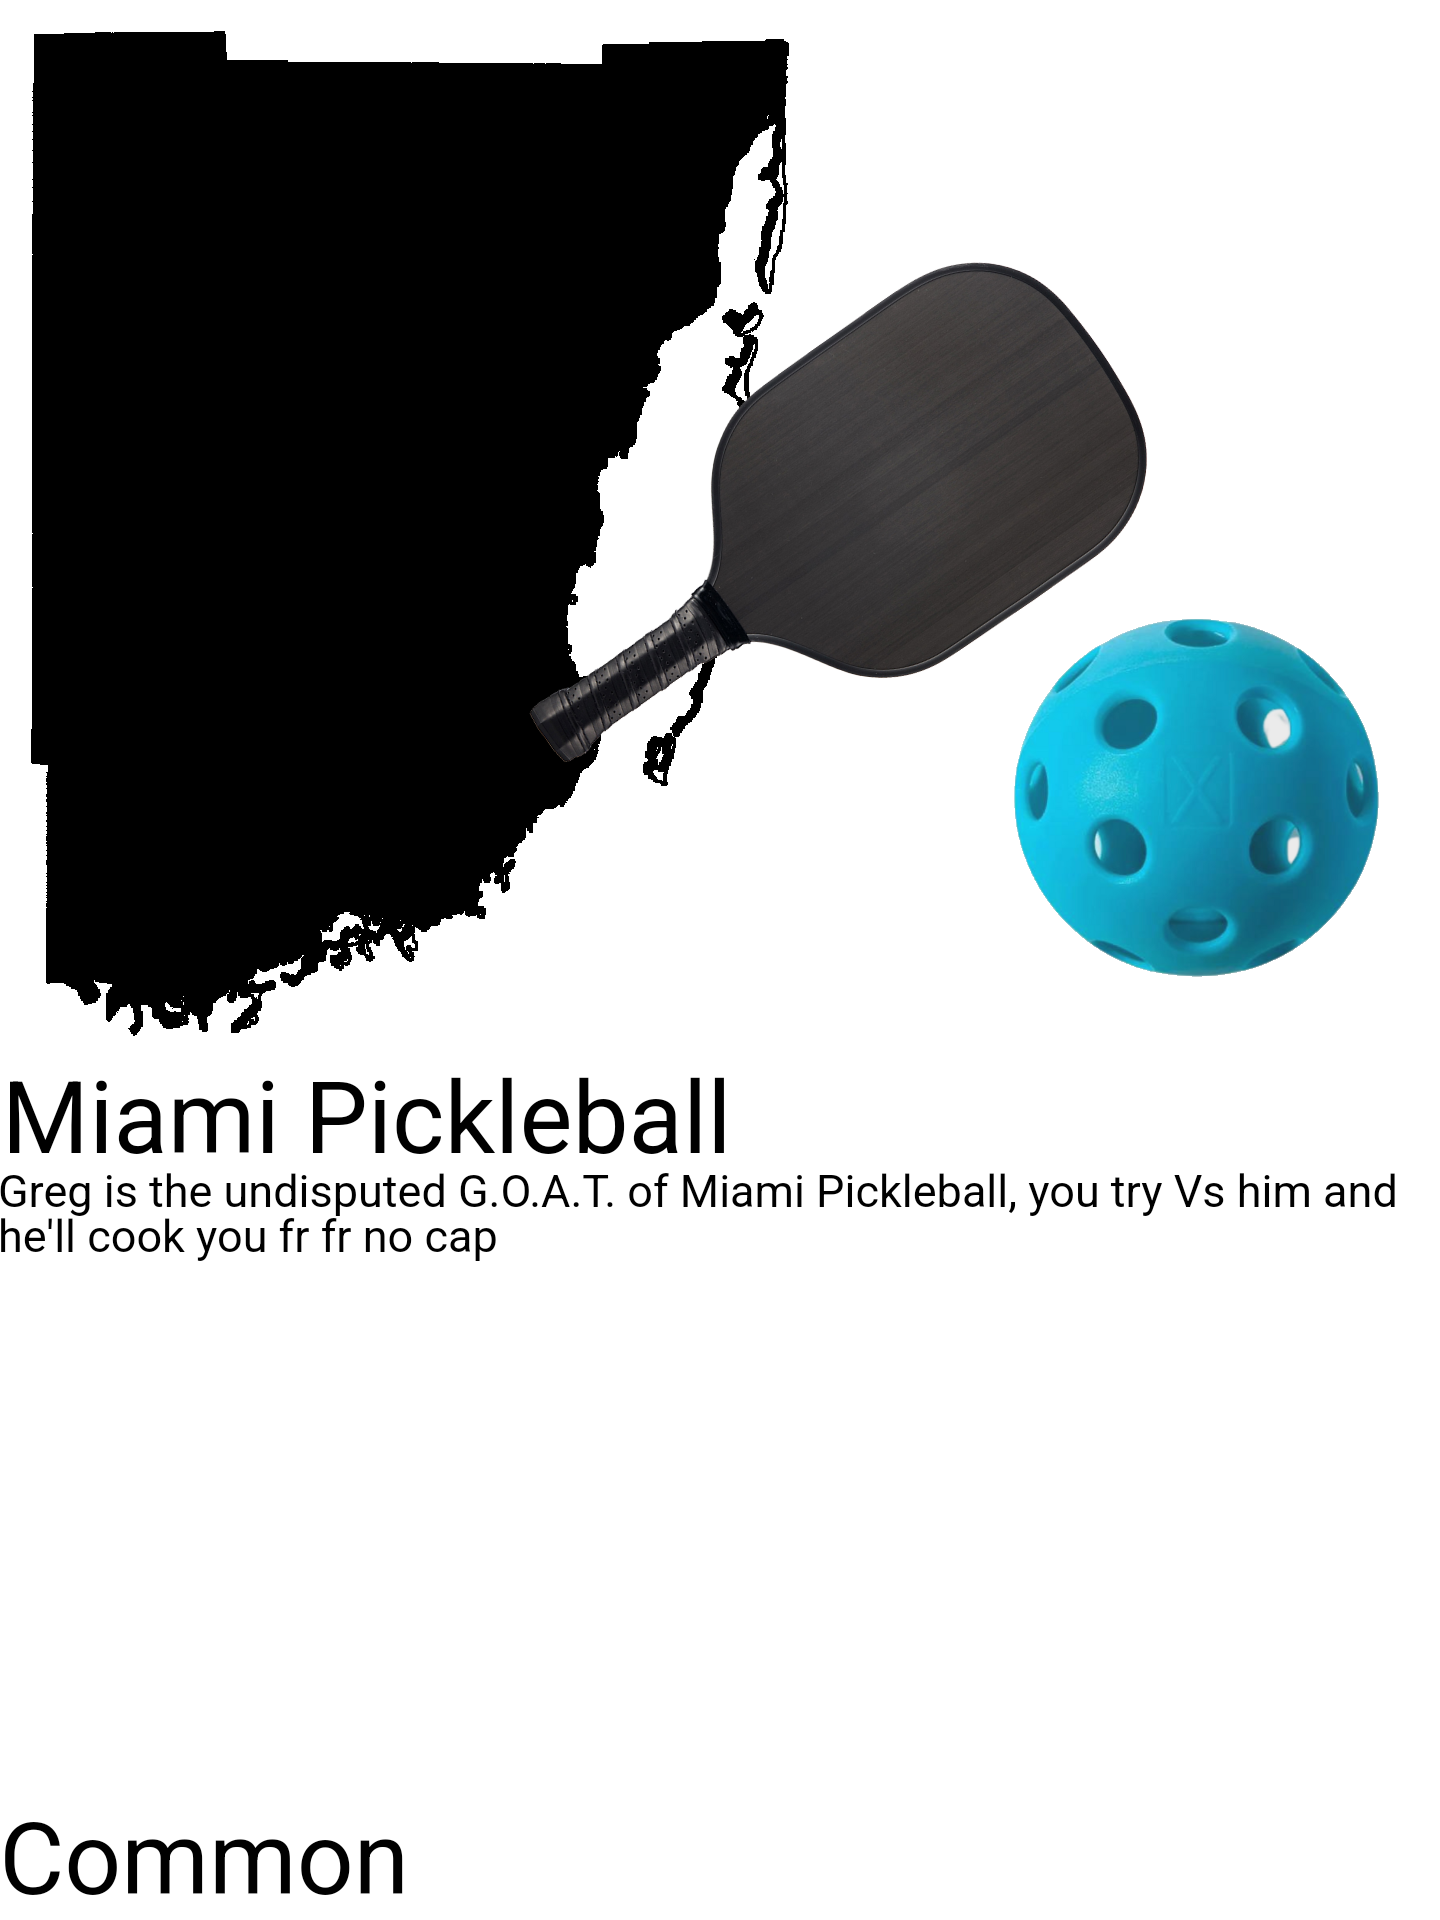 Miami Pickleball
Greg is the undisputed G.O.A.T. of Miami Pickleball, you try Vs him and
he'll cook you fr fr no cap
Common